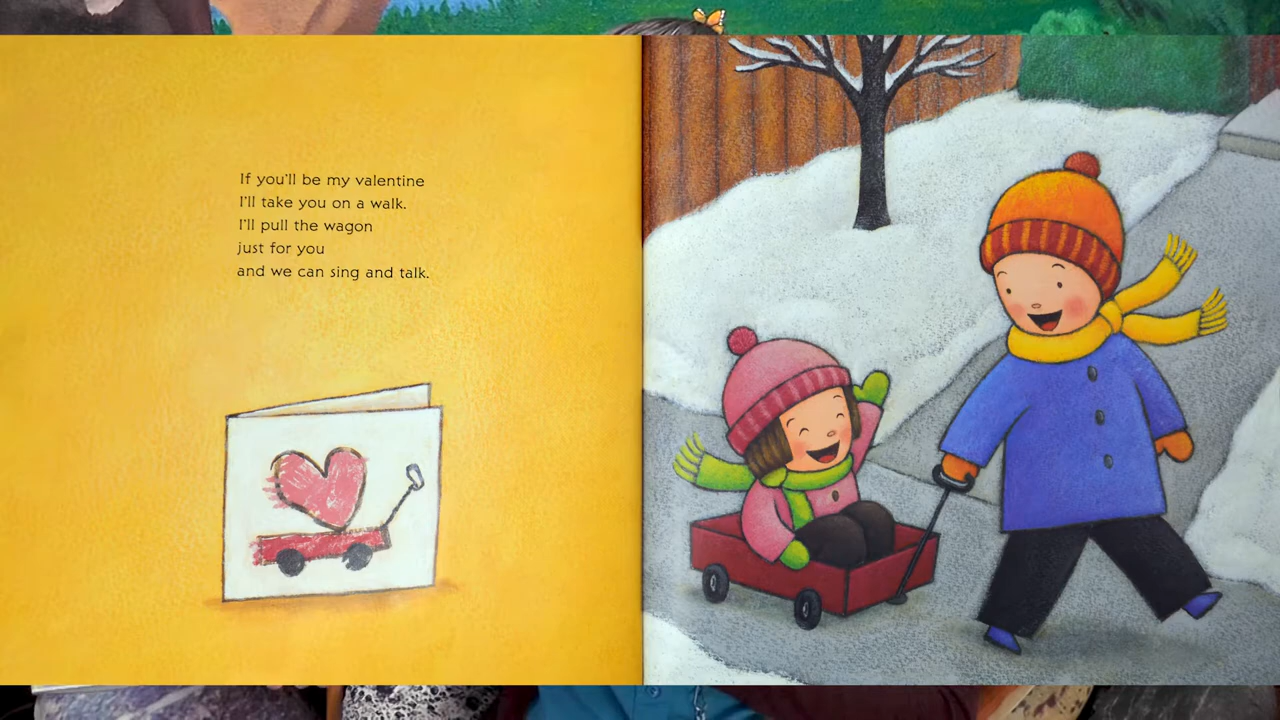 If you'll be my valentine
I'll take you on a walk.
I'll pull the wagon
just for you
and we can sing and talk.